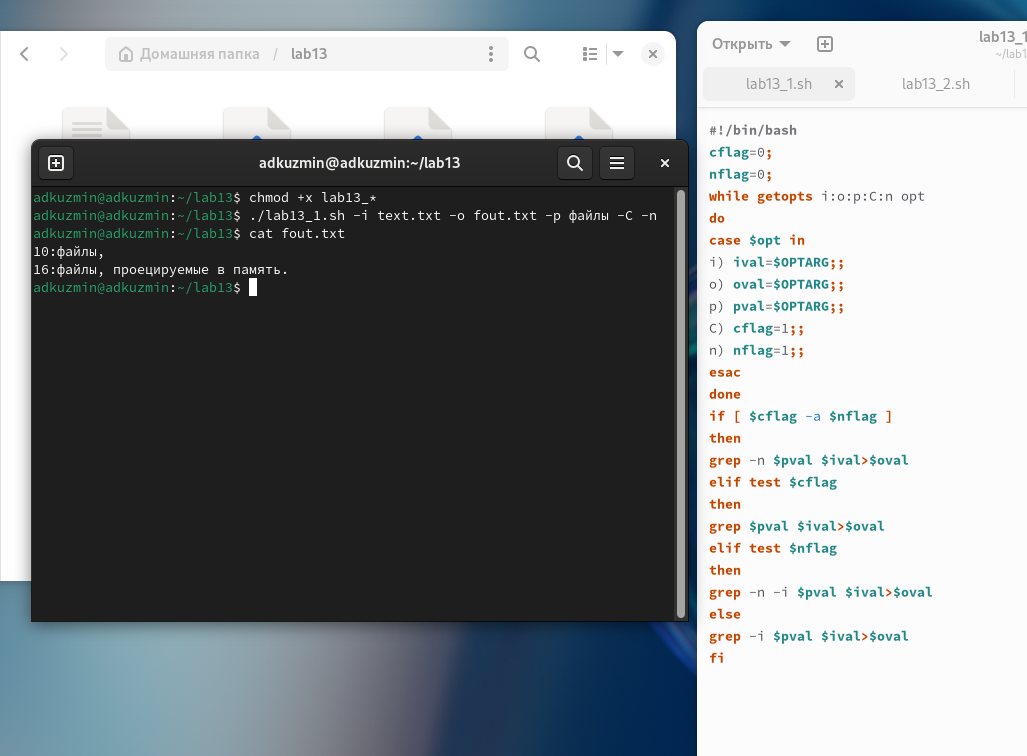 Домашняя папка / lab13
adkuzmin@adkuzmin:~/lab13
adkuzmin@adkuzmin:~/lab13$ chmod +x lab13_*
adkuzmin@adkuzmin:~/lab13$ ./lab13_1.sh -i text.txt -o fout.txt -p файлы -C -n
adkuzmin@adkuzmin:~/lab13$ cat fout.txt
10:файлы,
16:файлы, проецируемые в память.
adkuzmin@adkuzmin:~/lab13$
Открыть
lab13_1
~/lab1
lab13_1.sh
lab13_2.sh
#!/bin/bash
cflag=0;
nflag=0;
while getopts i:o:p:C:n opt
do
case $opt in
i) ival=$OPTARG;;
o) oval=$OPTARG;;
p) pval=$OPTARG;;
C) cflag=1;;
n) nflag=1;;
esac
done
if [ $cflag -a $nflag ]
then
grep -n $pval $ival>$oval
elif test $cflag
then
grep $pval $ival>$oval
elif test $nflag
then
grep -n -i $pval $ival>$oval
else
grep -i $pval $ival>$oval
fi